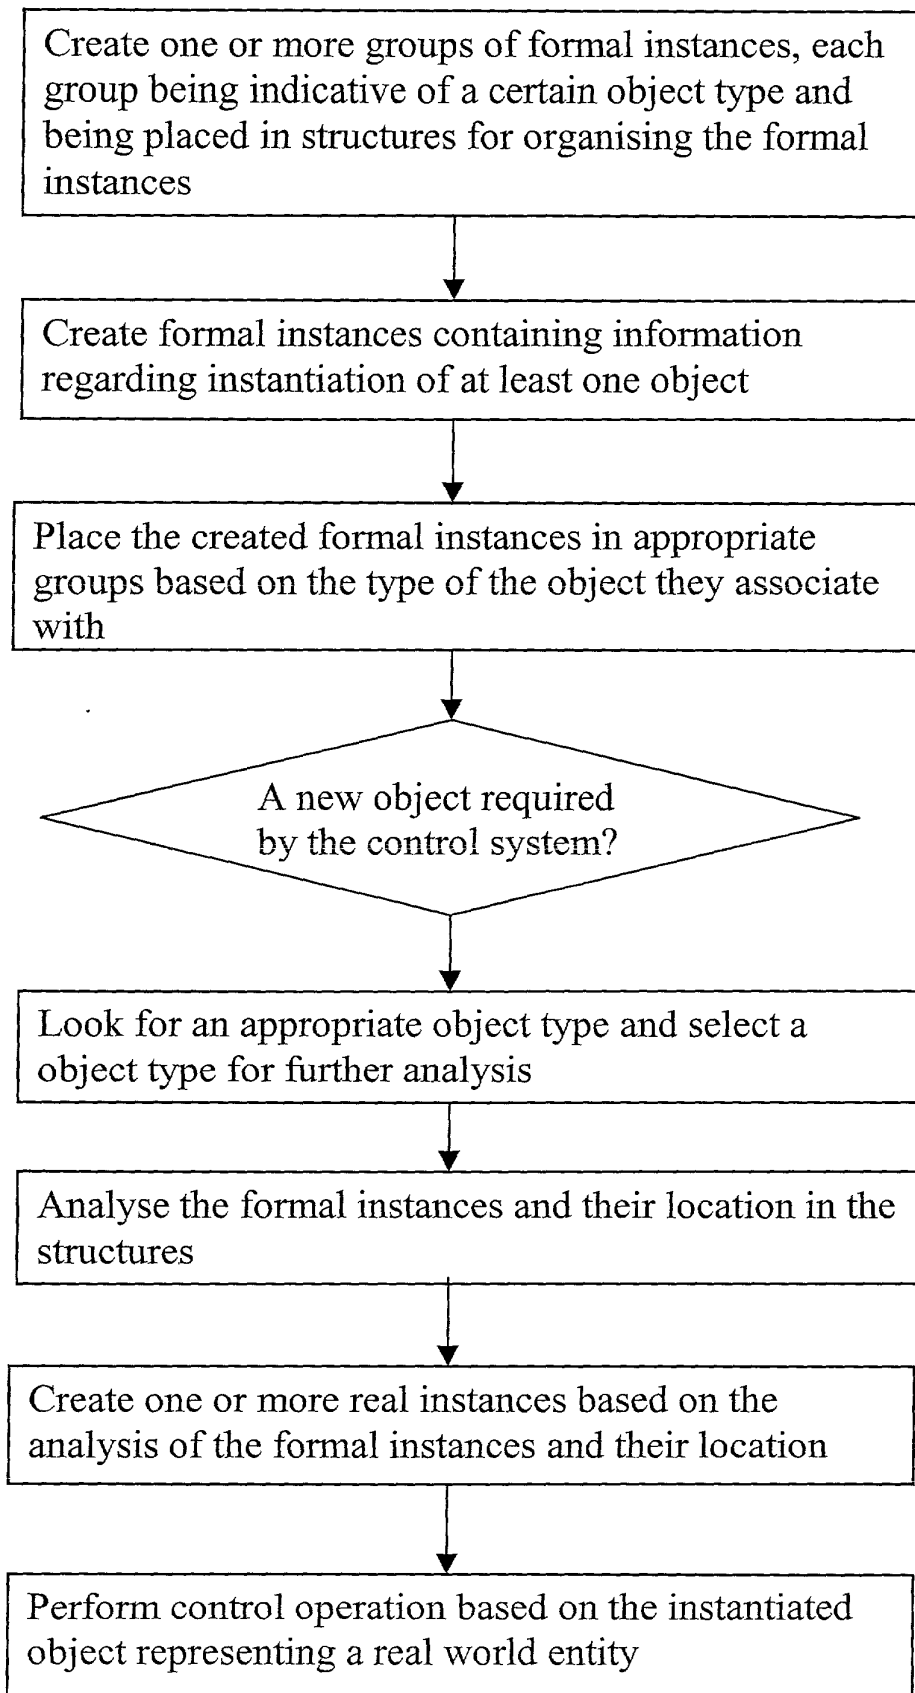 Create one or more groups of formal instances, each
group being indicative of a certain object type and
being placed in structures for organising the formal
instances
Create formal instances containing information
regarding instantiation of at least one object
Place the created formal instances in appropriate
groups based on the type of the object they associate
with
A new object required
by the control system?
Look for an appropriate object type and select a
object type for further analysis
Analyse the formal instances and their location in the
structures
Create one or more real instances based on the
analysis of the formal instances and their location
Perform control operation based on the instantiated
object representing a real world entity